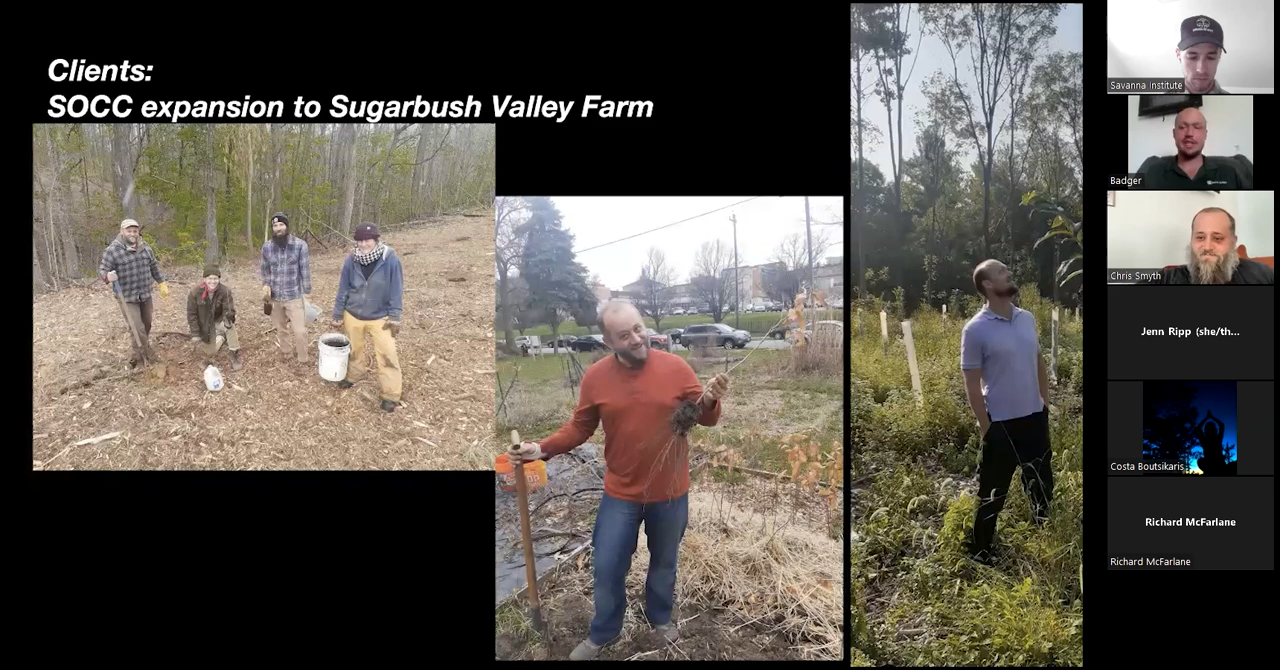 Clients:
SOCC expansion to Sugarbush Valley Farm
Savanna Institute
Badger
Chris Smyth
Jenn Ripp (she/th...
Costa Boutsikaris
Richard McFarlane
Richard McFarlane